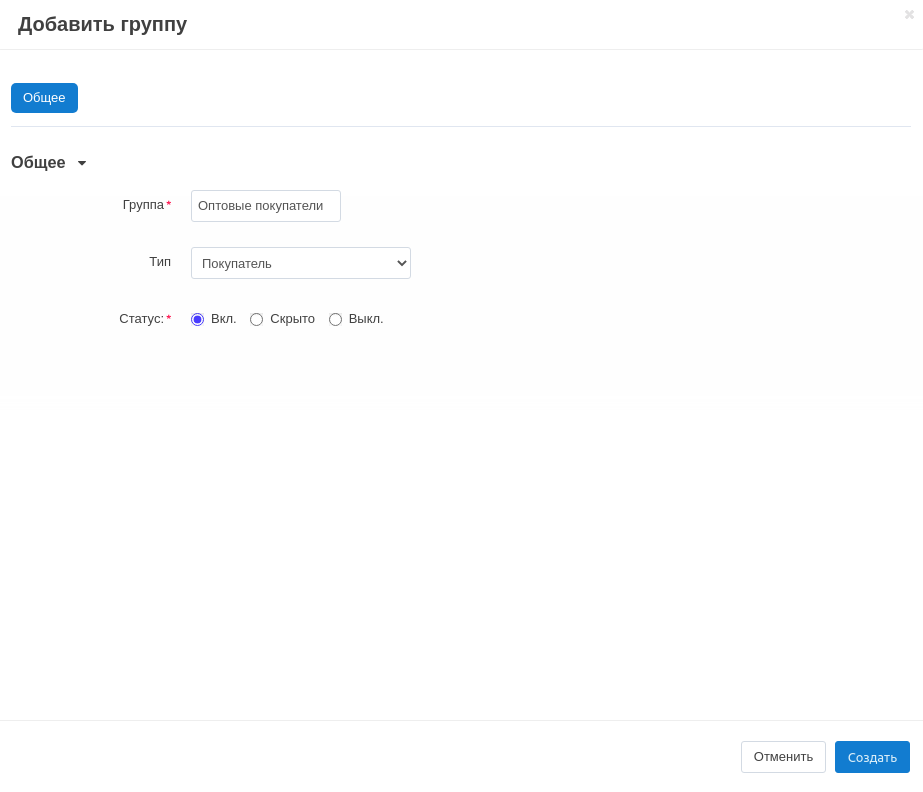 Добавить группу
Общее
Общее
Группа*
Оптовые покупатели
Тип
Покупатель
Статус:* Вкл. Скрыто Выкл.
Отменить Создать